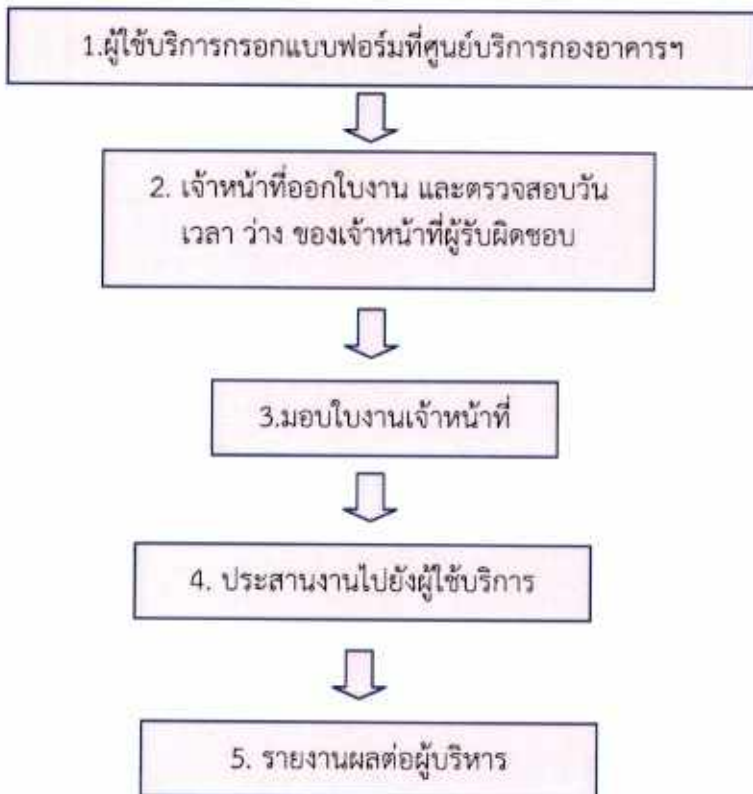 1.ผู้ใช้บริการกรอกแบบฟอร์มที่ศูนย์บริการกองอาคารฯ
2. เจ้าหน้าที่ออกใบงาน และตรวจสอบวัน
เวลา ว่าง ของเจ้าหน้าที่ผู้รับผิดชอบ
3.มอบใบงานเจ้าหน้าที่
4. ประสานงานไปยังผู้ใช้บริการ
5. รายงานผลต่อผู้บริหาร